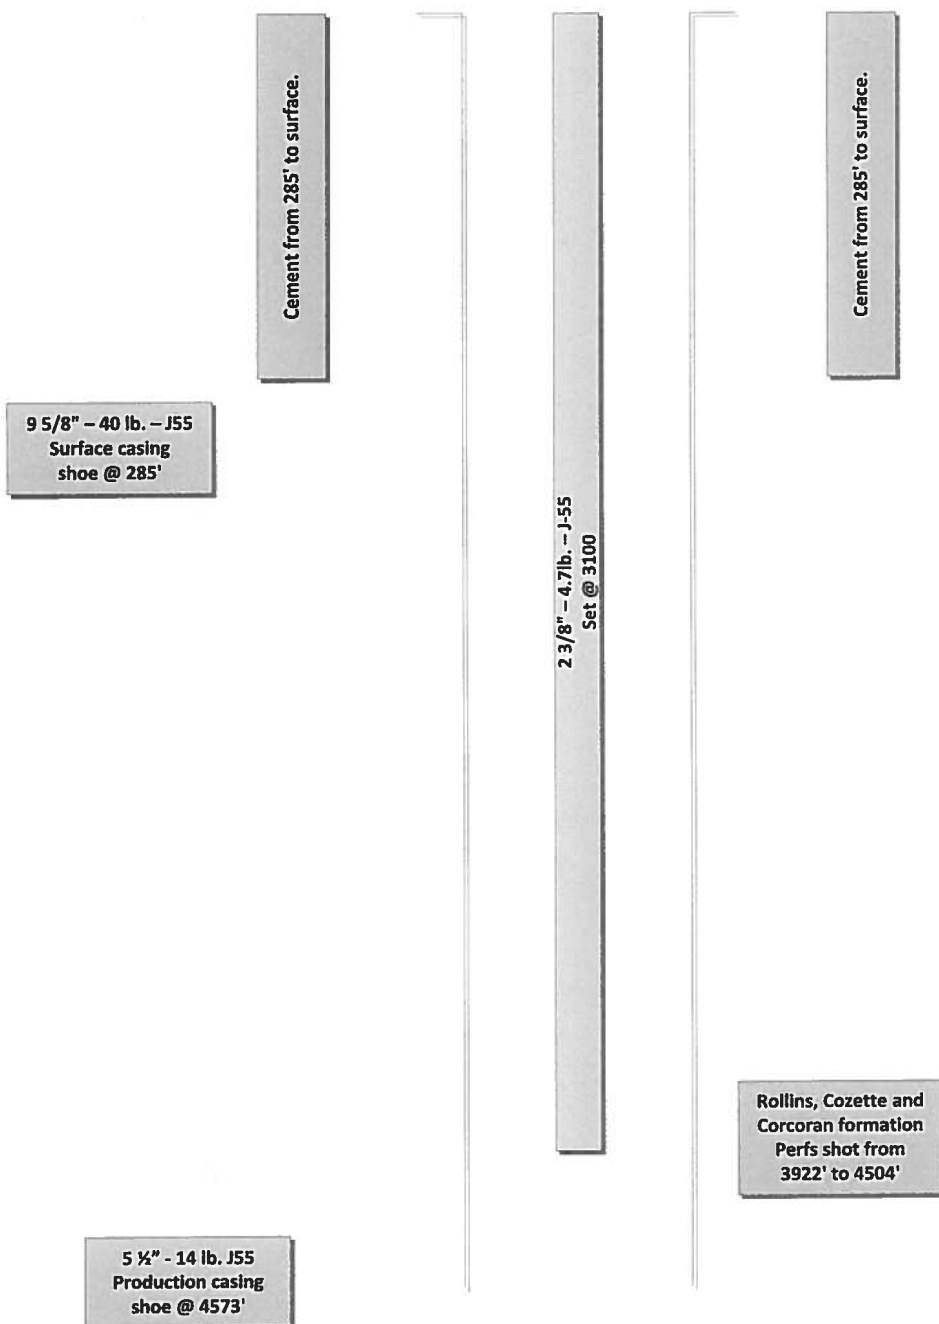 Cement from 285' to surface.
Cement from 285' to surface.
9 5/8" – 40 lb. – J55
Surface casing
shoe @ 285'
2 3/8" – 4.7lb. – J-55
Set @ 3100
Rollins, Cozette and
Corcoran formation
Perfs shot from
3922' to 4504'
5 ½" - 14 lb. J55
Production casing
shoe @ 4573'